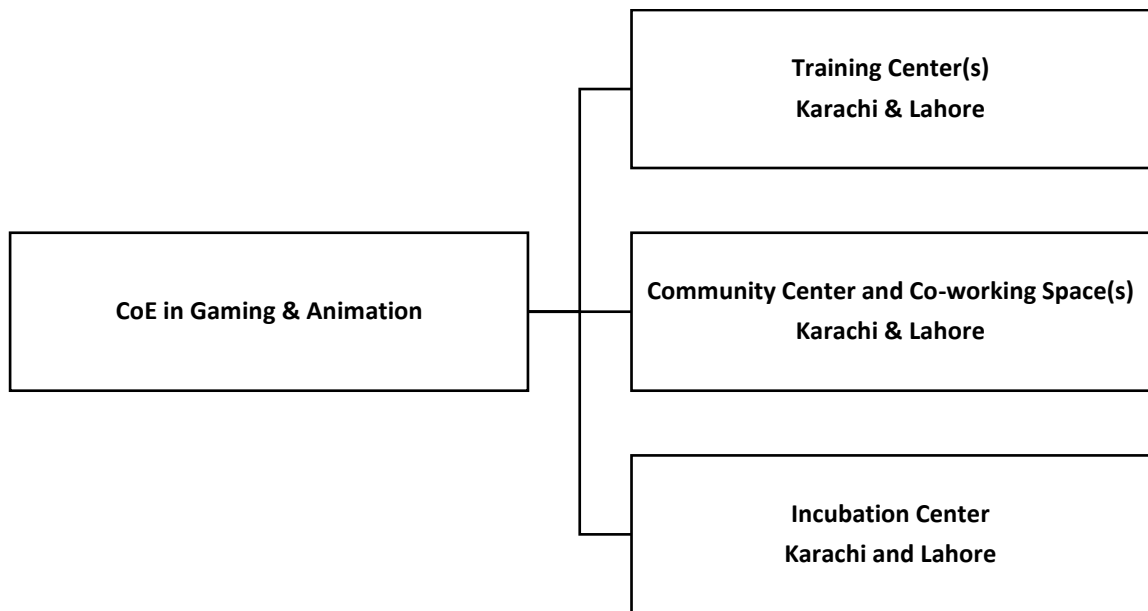 Training Center(s)
Karachi & Lahore
CoE in Gaming & Animation
Community Center and Co-working Space(s)
Karachi & Lahore
Incubation Center
Karachi and Lahore